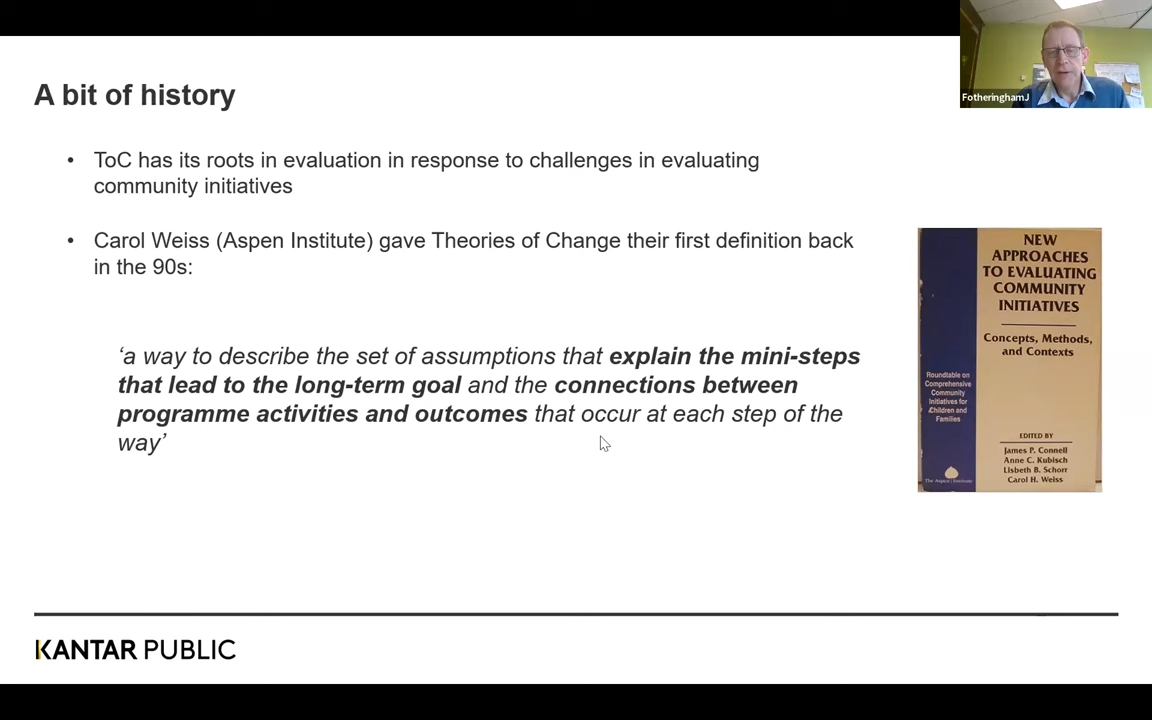 A bit of history
FotheringhamJ
• ToC has its roots in evaluation in response to challenges in evaluating
community initiatives
• Carol Weiss (Aspen Institute) gave Theories of Change their first definition back
in the 90s:
‘a way to describe the set of assumptions that explain the mini-steps
that lead to the long-term goal and the connections between
programme activities and outcomes that occur at each step of the
way’
NEW
APPROACHES
TO EVALUATING
COMMUNITY
INITIATIVES
Concepts, Methods,
and Contexts
Roundtable on
Comprehensive
Community
Initiatives for
Children and
Families
EDITED BY
James P. Connell
Anne C. Kubisch
Lisbeth B. Schorr
Carol H. Weiss
The Aspen Institute
KANTAR PUBLIC